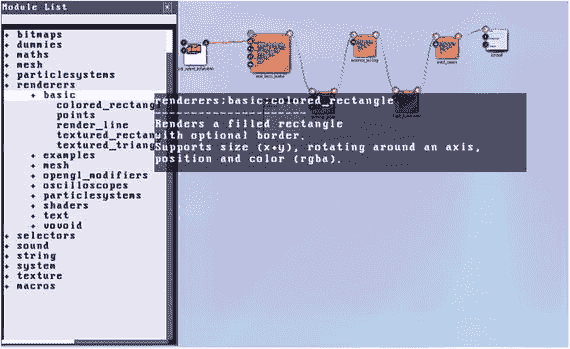 Module List
+ bitmaps
+ dummies
+ maths
+ mesh
+ particlesystems
+ renderers
+ basic
colored_rectang
points
render_line
textured_rectan
textured_triang
+ examples
+ mesh
+ opengl_modifiers
+ oscilloscopes
+ particlesystems
+ shaders
+ text
+ vovoid
+ selectors
+ sound
+ string
+ system
+ texture
+ macros
renderers:basic:colored_rectangle
--------------------
Renders a filled rectangle
with optional border.
Supports size (x+y), rotating around an axis,
position and color (rgba).